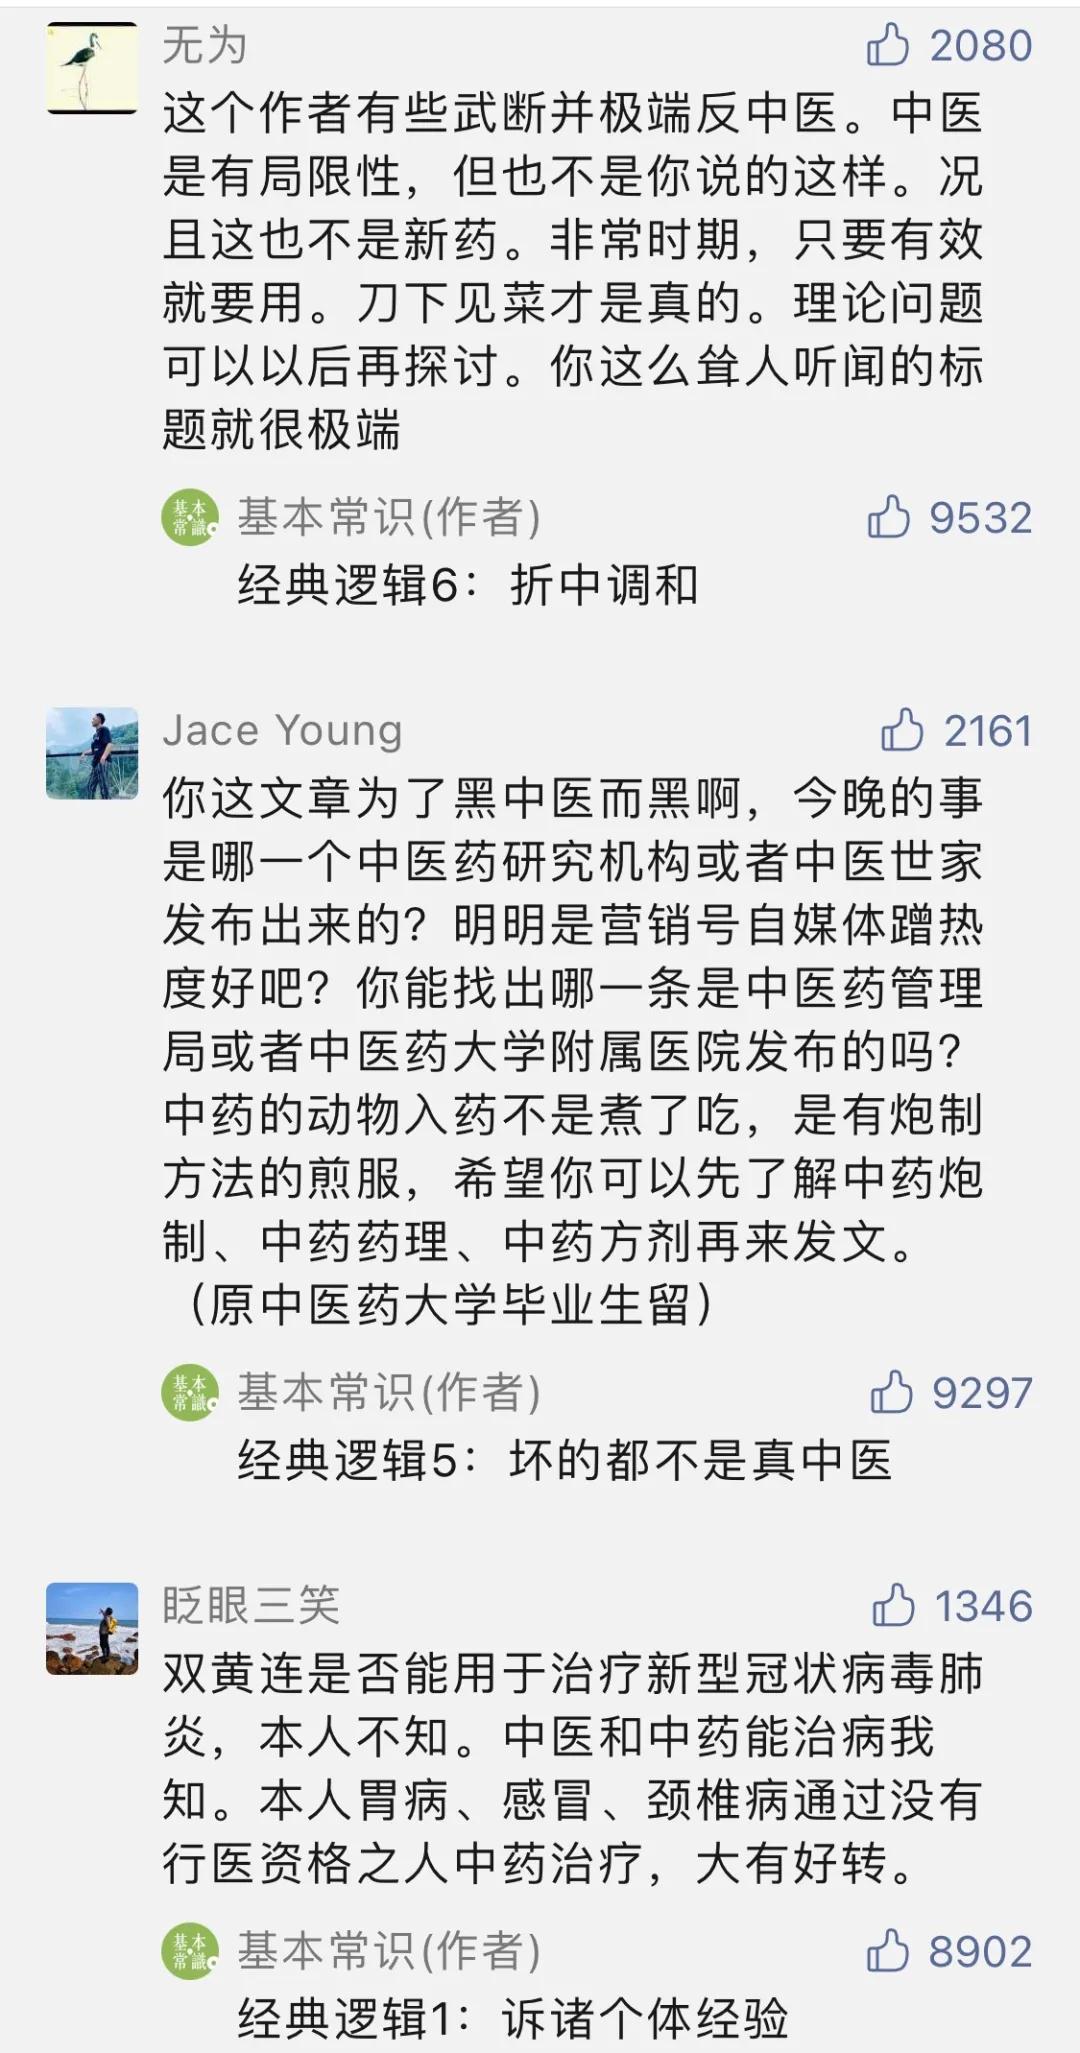 无为
2080
这个作者有些武断并极端反中医。中医
是有局限性，但也不是你说的这样。况
且这也不是新药。非常时期，只要有效
就要用。刀下见菜才是真的。理论问题
可以以后再探讨。你这么耸人听闻的标
题就很极端
基本常識
基本常识(作者)
9532
经典逻辑6：折中调和
Jace Young
2161
你这文章为了黑中医而黑啊，今晚的事
是哪一个中医药研究机构或者中医世家
发布出来的？明明是营销号自媒体蹭热
度好吧？你能找出哪一条是中医药管理
局或者中医药大学附属医院发布的吗？
中药的动物入药不是煮了吃，是有炮制
方法的煎服，希望你可以先了解中药炮
制、中药药理、中药方剂再来发文。
（原中医药大学毕业生留）
基本常識
基本常识(作者)
9297
经典逻辑5：坏的都不是真中医
眨眼三笑
1346
双黄连是否能用于治疗新型冠状病毒肺
炎，本人不知。中医和中药能治病我
知。本人胃病、感冒、颈椎病通过没有
行医资格之人中药治疗，大有好转。
基本常識
基本常识(作者)
8902
经典逻辑1：诉诸个体经验